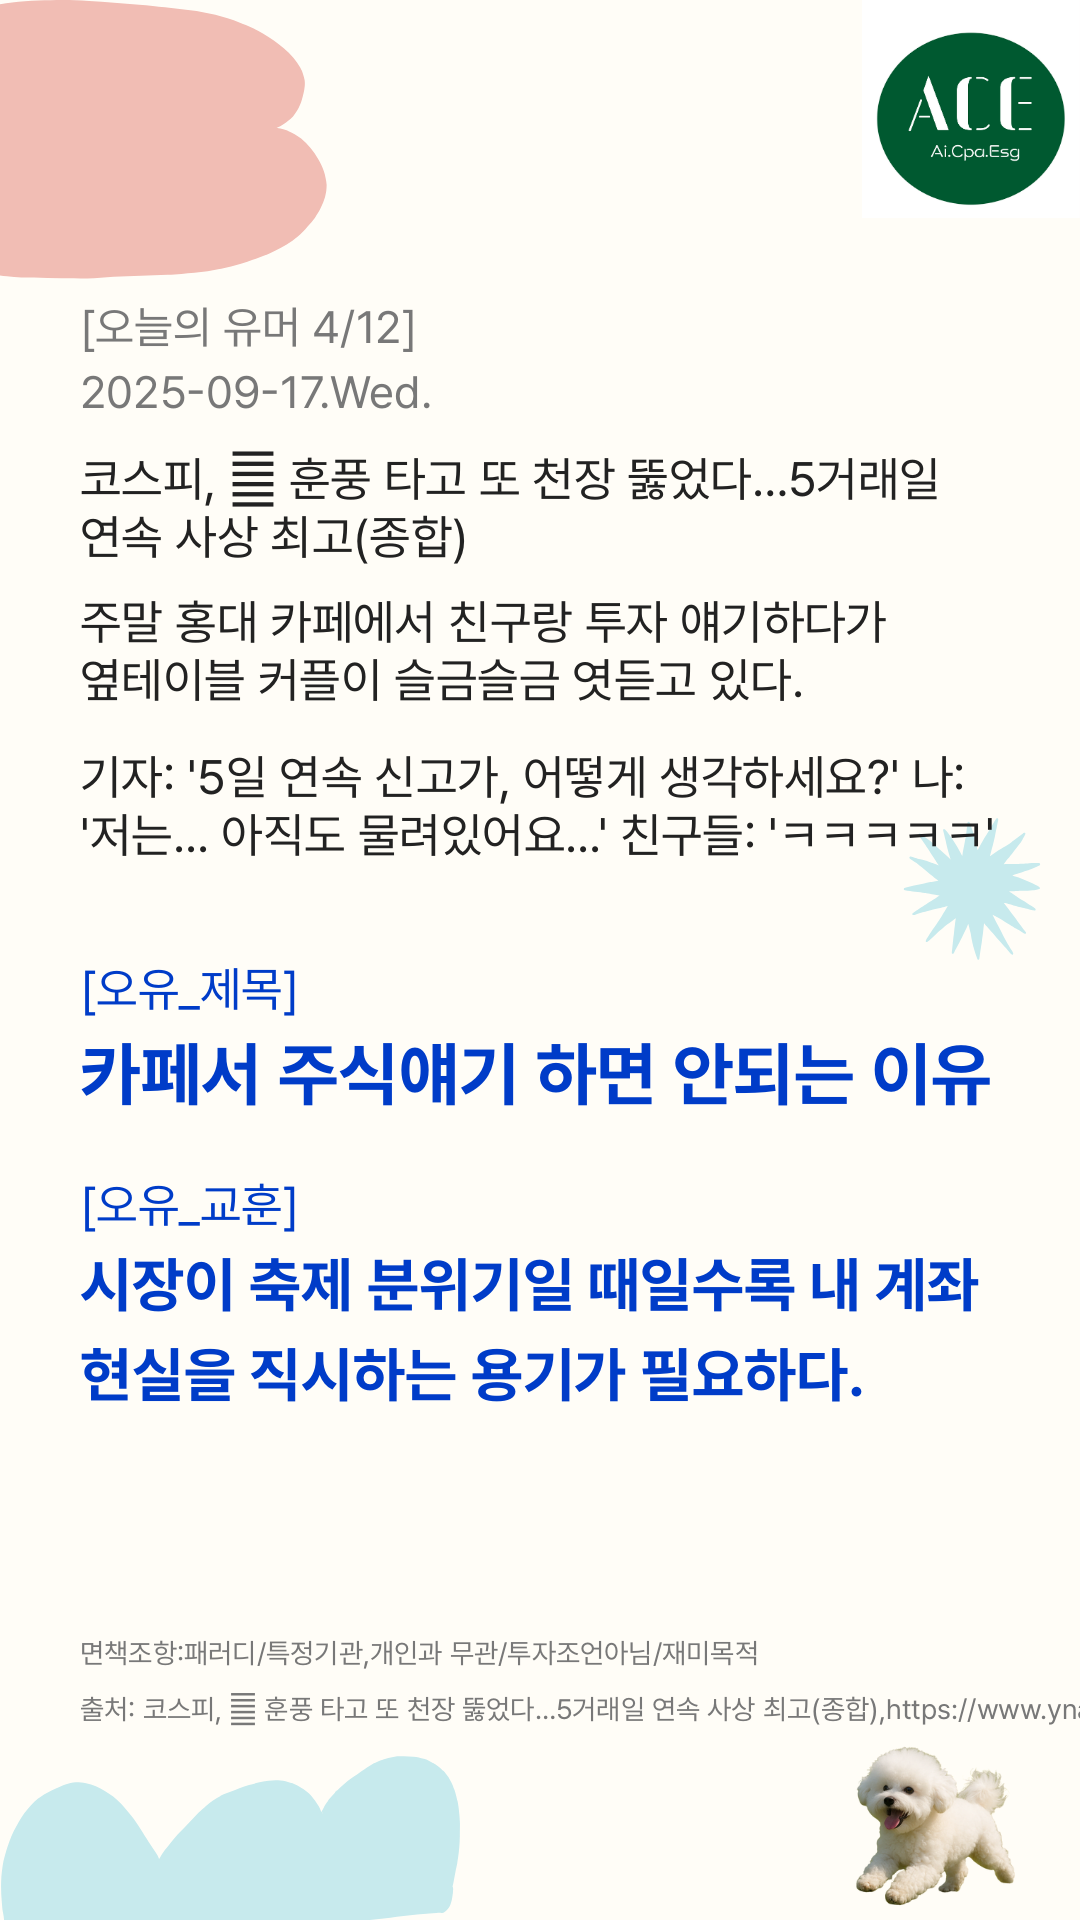 ACE
Ai.Cpa.Esg
[오늘의 유머 4/12]
2025-09-17.Wed.
코스피, 훈풍 타고 또 천장 뚫었다...5거래일
연속 사상 최고(종합)
주말 홍대 카페에서 친구랑 투자 얘기하다가
옆테이블 커플이 슬금슬금 엿듣고 있다.
기자: '5일 연속 신고가, 어떻게 생각하세요?' 나:
'저는... 아직도 물려있어요...' 친구들: 'ㅋㅋㅋㅋㅋ'
[오유_제목]
카페서 주식얘기 하면 안되는 이유
[오유_교훈]
시장이 축제 분위기일 때일수록 내 계좌
현실을 직시하는 용기가 필요하다.
면책조항:패러디/특정기관,개인과 무관/투자조언아님/재미목적
출처: 코스피, 훈풍 타고 또 천장 뚫었다...5거래일 연속 사상 최고(종합),https://www.yna